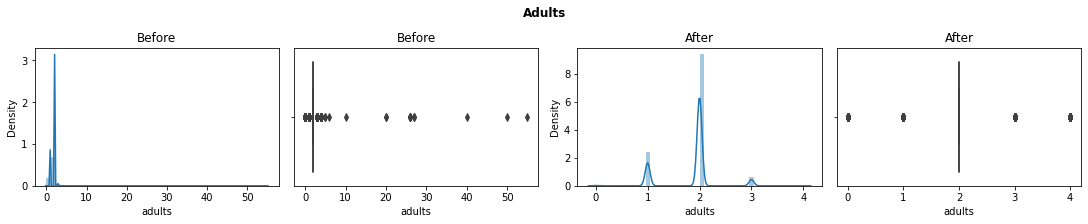 Adults
Before
Before
After
After
Density
3
2
1
0
0 10 20 30 40 50
adults
0 10 20 30 40 50
adults
Density
8
6
4
2
0
0 1 2 3 4
adults
0 1 2 3 4
adults